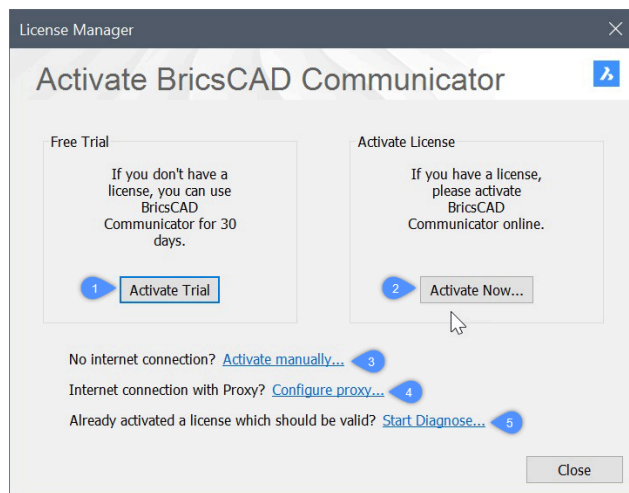 License Manager
Activate BricsCAD Communicator
Free Trial
If you don't have a
license, you can use
BricsCAD
Communicator for 30
days.
1
Activate Trial
Activate License
If you have a license,
please activate
BricsCAD
Communicator online.
2
Activate Now...
No internet connection? Activate manually... 3
Internet connection with Proxy? Configure proxy... 4
Already activated a license which should be valid? Start Diagnose... 5
Close